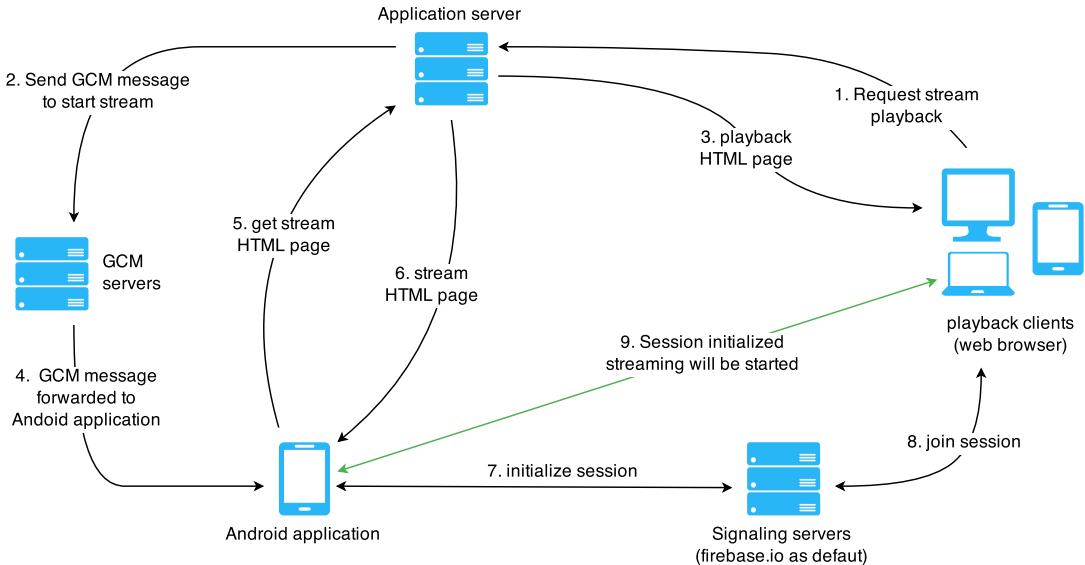 Application server
2. Send GCM message
to start stream
1. Request stream
playback
3. playback
HTML page
5. get stream
HTML page
GCM
servers
6. stream
HTML page
playback clients
(web browser)
9. Session initialized
streaming will be started
4.  GCM message
forwarded to
Andoid application
8. join session
7. initialize session
Android application
Signaling servers
(firebase.io as defaut)